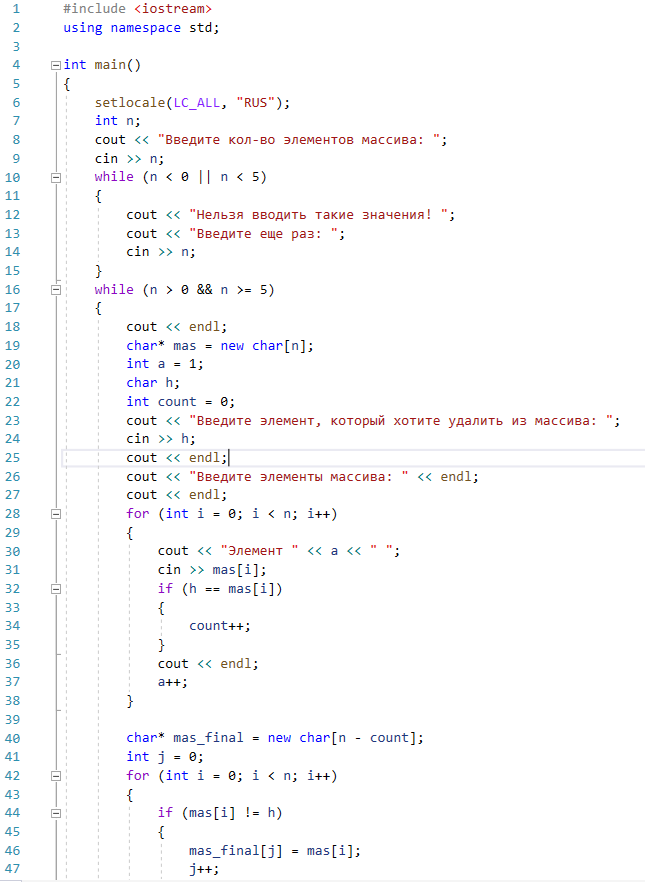 1 #include <iostream>
2 using namespace std;
3
4 int main()
5 {
6 setlocale(LC_ALL, "RUS");
7 int n;
8 cout << "Введите кол-во элементов массива: ";
9 cin >> n;
10 while (n < 0 || n < 5)
11 {
12 cout << "Нельзя вводить такие значения! ";
13 cout << "Введите еще раз: ";
14 cin >> n;
15 }
16 while (n > 0 && n >= 5)
17 {
18 cout << endl;
19 char* mas = new char[n];
20 int a = 1;
21 char h;
22 int count = 0;
23 cout << "Введите элемент, который хотите удалить из массива: ";
24 cin >> h;
25 cout << endl;
26 cout << "Введите элементы массива: " << endl;
27 cout << endl;
28 for (int i = 0; i < n; i++)
29 {
30 cout << "Элемент " << a << " ";
31 cin >> mas[i];
32 if (h == mas[i])
33 {
34 count++;
35 }
36 cout << endl;
37 a++;
38 }
39
40 char* mas_final = new char[n - count];
41 int j = 0;
42 for (int i = 0; i < n; i++)
43 {
44 if (mas[i] != h)
45 {
46 mas_final[j] = mas[i];
47 j++;